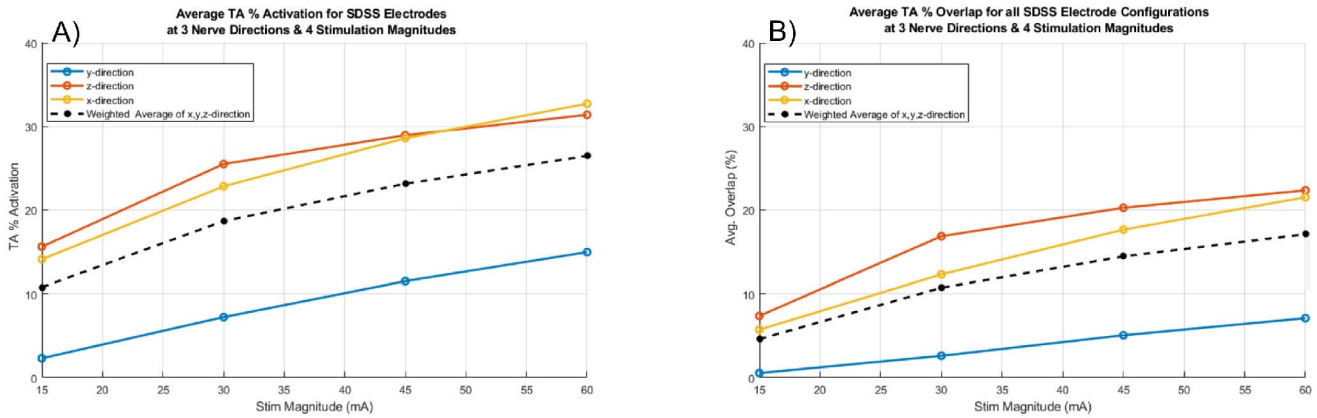 A)
Average TA % Activation for SDSS Electrodes
at 3 Nerve Directions & 4 Stimulation Magnitudes
40
30
20
10
0
TA % Activation
y-direction
z-direction
x-direction
Weighted Average of x,y,z-direction
15 20 25 30 35 40 45 50 55 60
Stim Magnitude (mA)
B)
Average TA % Overlap for all SDSS Electrode Configurations
at 3 Nerve Directions & 4 Stimulation Magnitudes
40
30
20
10
0
Avg. Overlap (%)
y-direction
z-direction
x-direction
Weighted Average of x,y,z-direction
15 20 25 30 35 40 45 50 55 60
Stim Magnitude (mA)